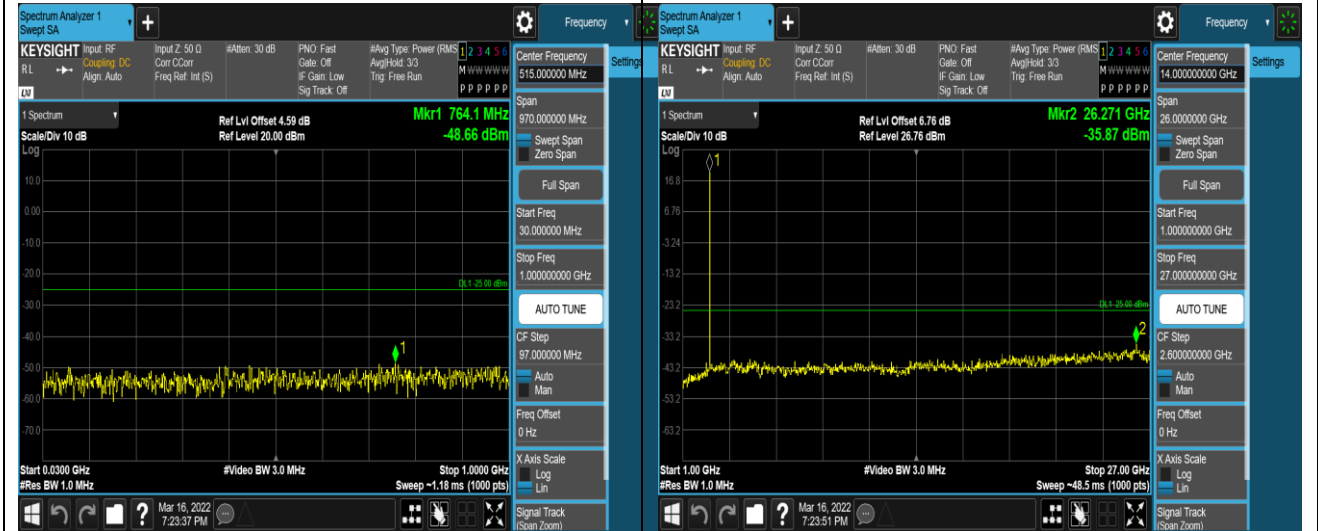 Spectrum Analyzer 1
Swept SA
+
Frequency
KEYSIGHT
RL
LXI
Input: RF
Coupling: DC
Align: Auto
Input Z: 50 Ω
Corr CCorr
Freq Ref: Int (S)
#Atten: 30 dB
PNO: Fast
Gate: Off
IF Gain: Low
Sig Track: Off
#Avg Type: Power (RMS
Avg|Hold: 3/3
Trig: Free Run
1 2 3 4 5 6
M W W W W W
P P P P P P
1 Spectrum
Scale/Div 10 dB
Log
Ref Lvl Offset 4.59 dB
Ref Level 20.00 dBm
Mkr1 764.1 MHz
-48.66 dBm
10.0
0.00
-10.0
-20.0
DL1 -25.00 dBm
-30.0
-40.0
1
-50.0
-60.0
-70.0
Start 0.0300 GHz
#Res BW 1.0 MHz
#Video BW 3.0 MHz
Stop 1.0000 GHz
Sweep ~1.18 ms (1000 pts)
?
Mar 16, 2022
7:23:37 PM
Center Frequency
515.000000 MHz
Settings
Span
970.000000 MHz
Swept Span
Zero Span
Full Span
Start Freq
30.000000 MHz
Stop Freq
1.000000000 GHz
AUTO TUNE
CF Step
97.000000 MHz
Auto
Man
Freq Offset
0 Hz
X Axis Scale
Log
Lin
Signal Track
(Span Zoom)
Spectrum Analyzer 1
Swept SA
+
Frequency
KEYSIGHT
RL
LXI
Input: RF
Coupling: DC
Align: Auto
Input Z: 50 Ω
Corr CCorr
Freq Ref: Int (S)
#Atten: 30 dB
PNO: Fast
Gate: Off
IF Gain: Low
Sig Track: Off
#Avg Type: Power (RMS
Avg|Hold: 3/3
Trig: Free Run
1 2 3 4 5 6
M W W W W W
P P P P P P
1 Spectrum
Scale/Div 10 dB
Log
Ref Lvl Offset 6.76 dB
Ref Level 26.76 dBm
Mkr2 26.271 GHz
-35.87 dBm
1
16.8
6.76
-3.24
-13.2
-23.2
DL1 -25.00 dBm
-33.2
2
-43.2
-53.2
-63.2
Start 1.00 GHz
#Res BW 1.0 MHz
#Video BW 3.0 MHz
Stop 27.00 GHz
Sweep ~48.5 ms (1000 pts)
?
Mar 16, 2022
7:23:51 PM
Center Frequency
14.000000000 GHz
Settings
Span
26.0000000 GHz
Swept Span
Zero Span
Full Span
Start Freq
1.000000000 GHz
Stop Freq
27.000000000 GHz
AUTO TUNE
CF Step
2.600000000 GHz
Auto
Man
Freq Offset
0 Hz
X Axis Scale
Log
Lin
Signal Track
(Span Zoom)